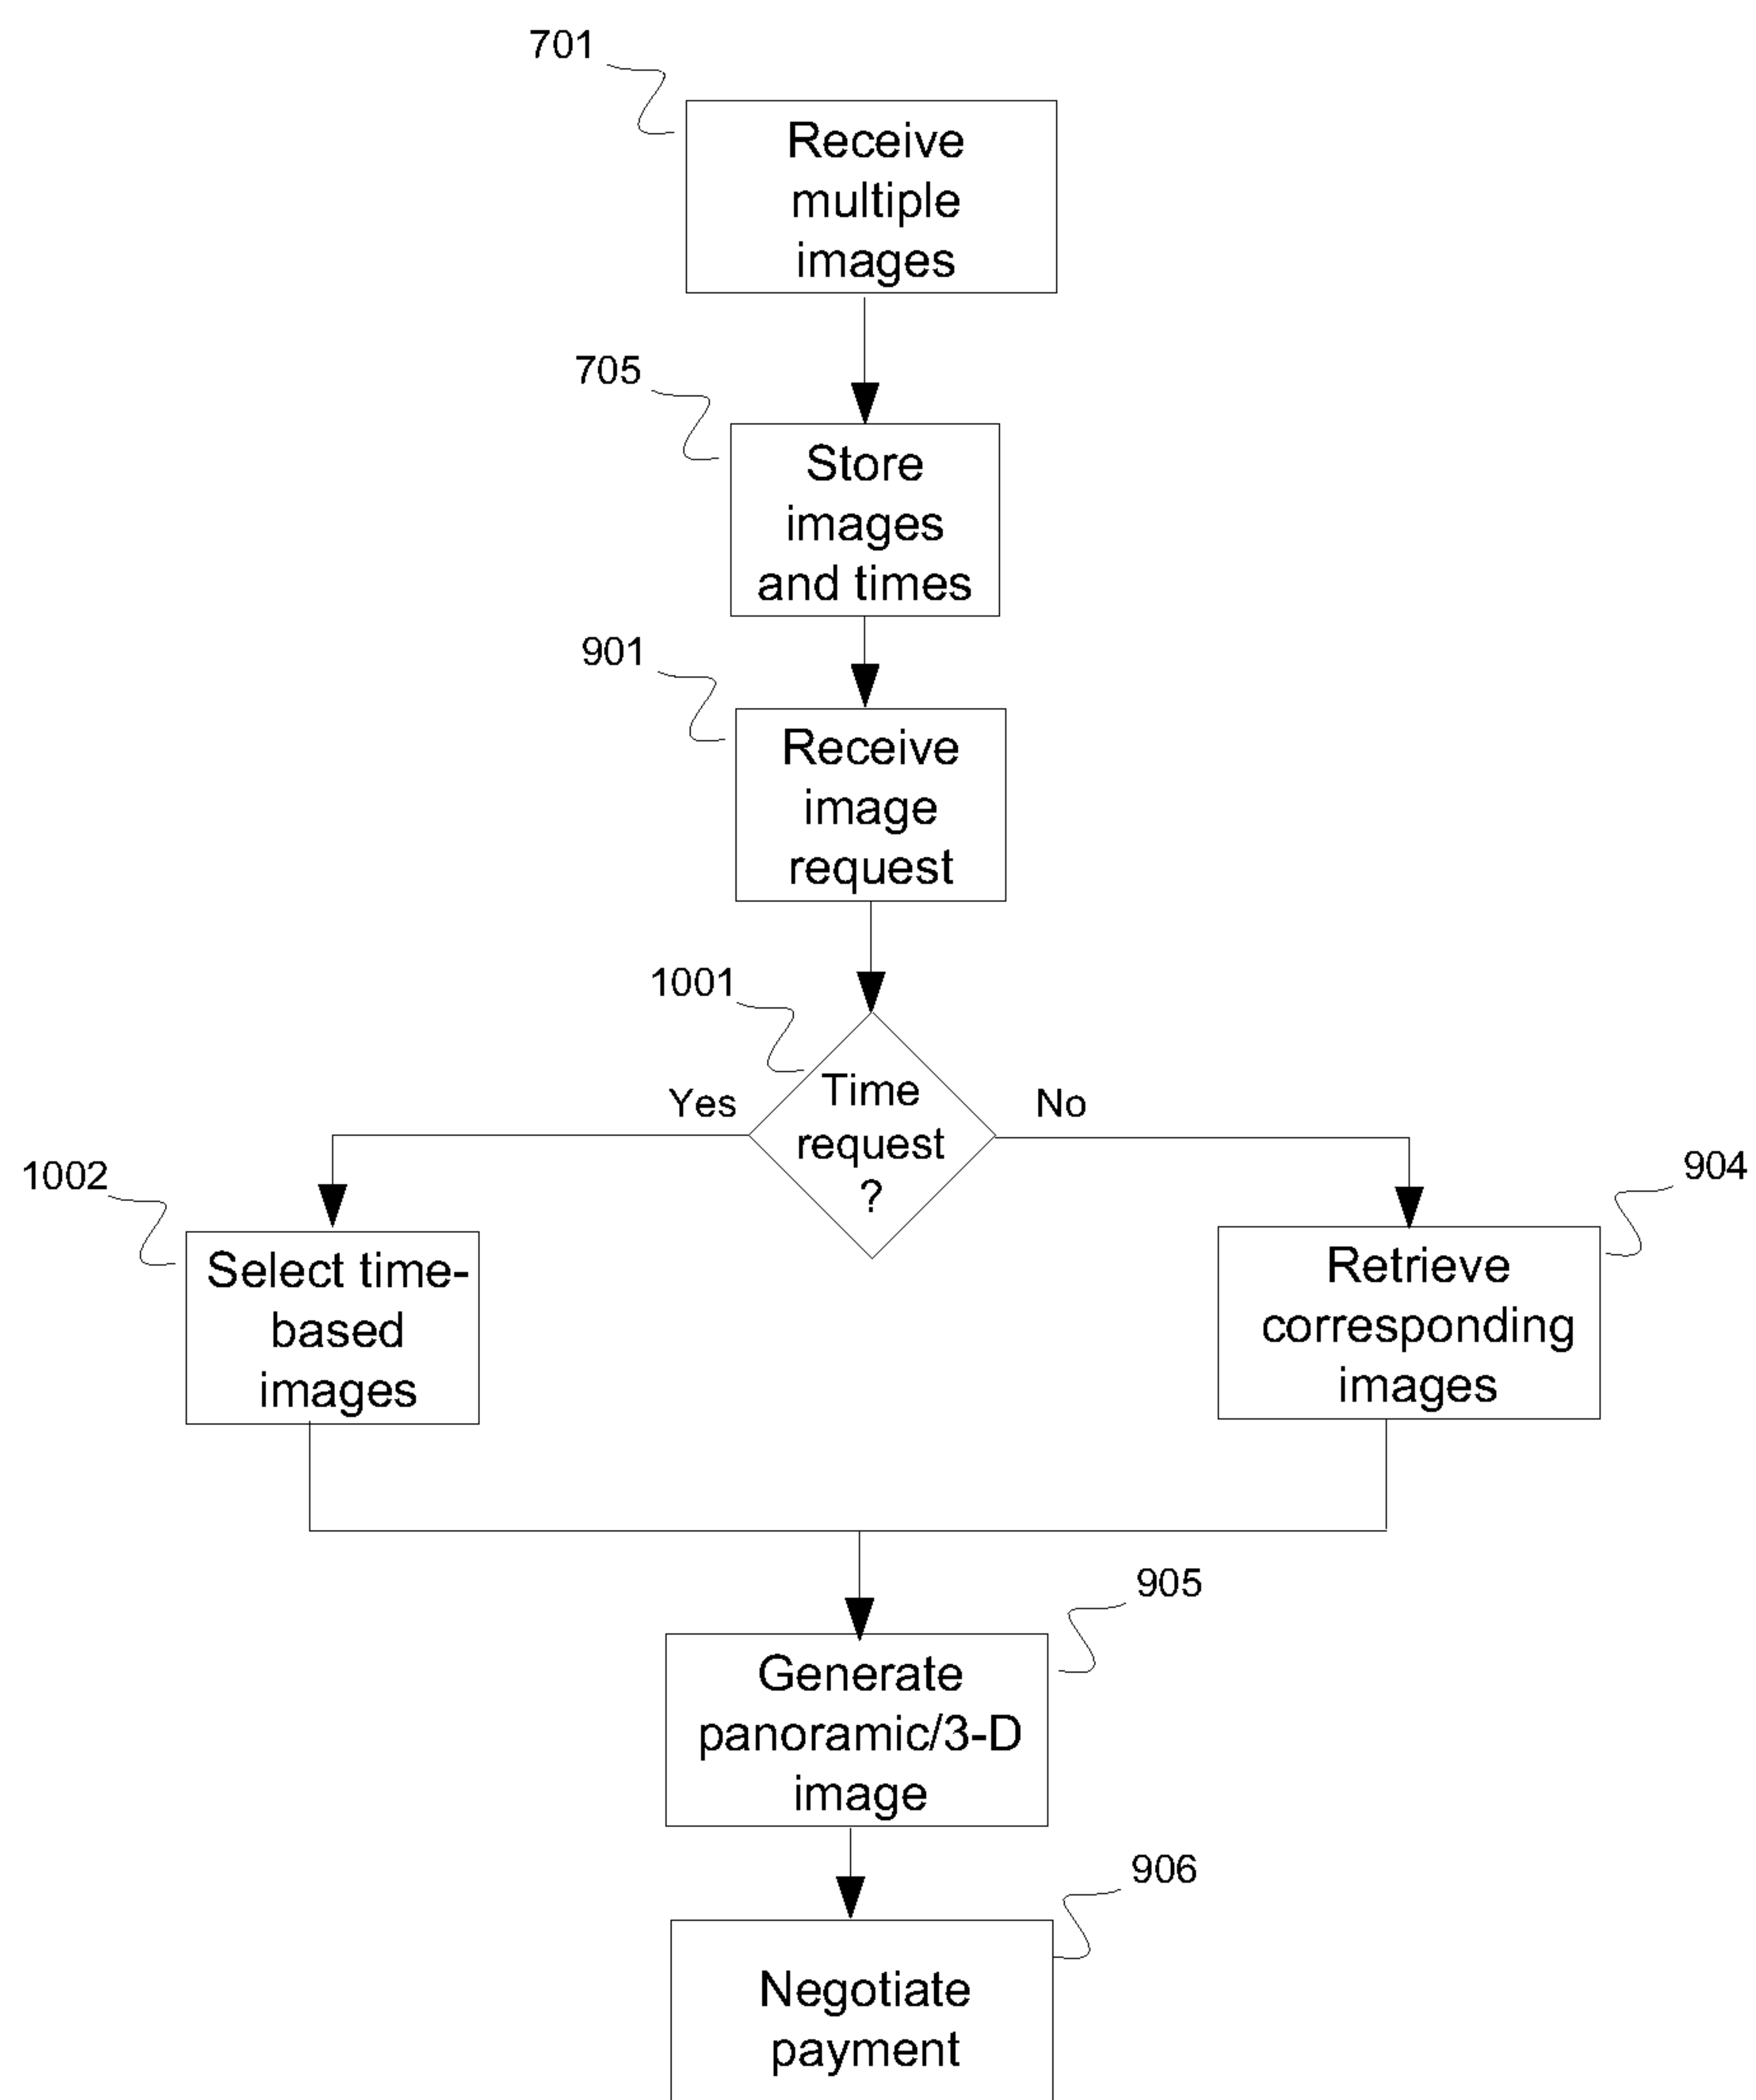 701
Receive
multiple
images
705
Store
images
and times
901
Receive
image
request
1001
Time
request
?
Yes
No
1002
Select time-
based
images
904
Retrieve
corresponding
images
905
Generate
panoramic/3-D
image
906
Negotiate
payment